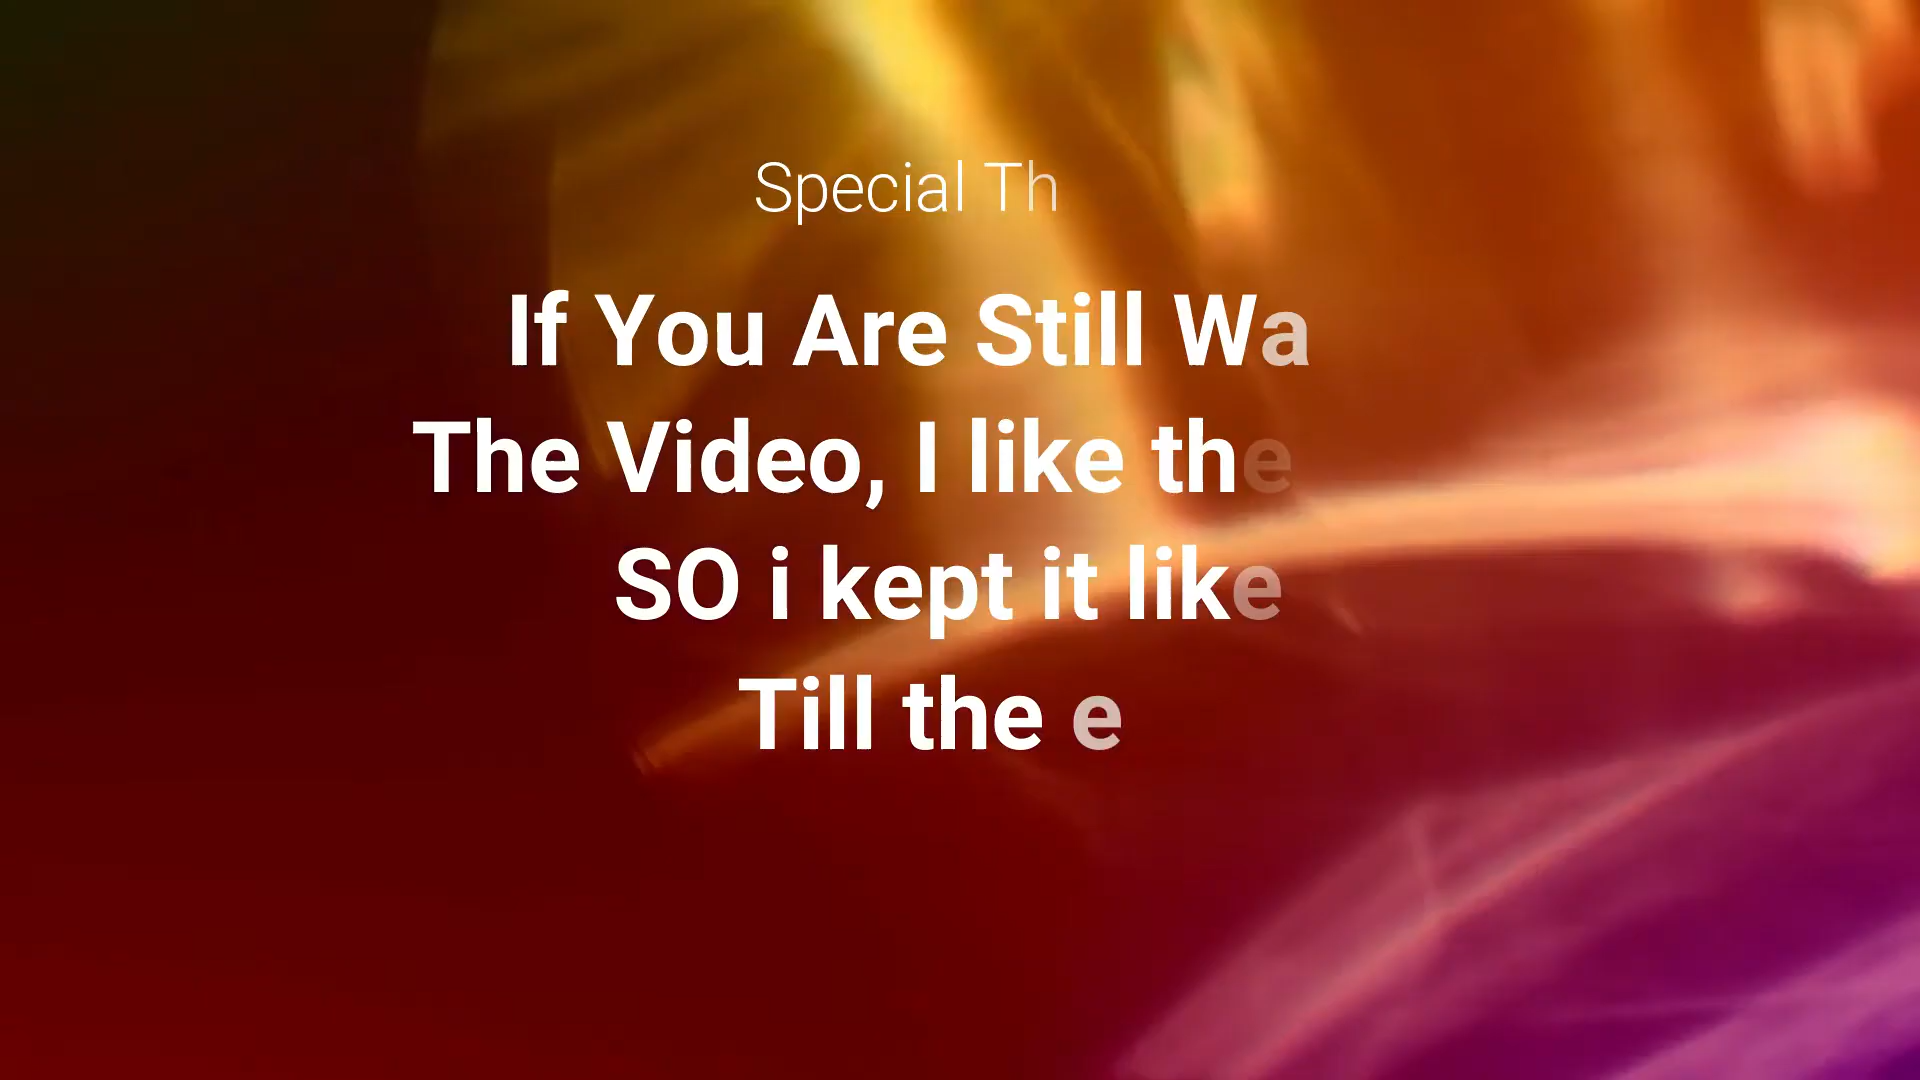 Special Th
If You Are Still Wa
The Video, I like the
SO i kept it like
Till the e